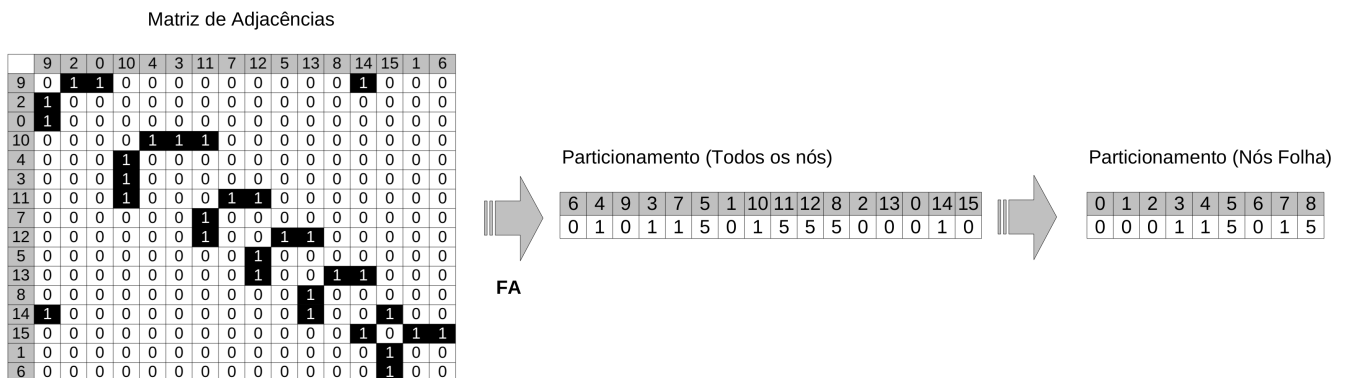 Matriz de Adjacências
9 2 0 10 4 3 11 7 12 5 13 8 14 15 1 6
9 0 1 1 0 0 0 0 0 0 0 0 0 1 0 0 0
2 1 0 0 0 0 0 0 0 0 0 0 0 0 0 0 0
0 1 0 0 0 0 0 0 0 0 0 0 0 0 0 0 0
10 0 0 0 0 1 1 1 0 0 0 0 0 0 0 0 0
4 0 0 0 1 0 0 0 0 0 0 0 0 0 0 0 0
3 0 0 0 1 0 0 0 0 0 0 0 0 0 0 0 0
11 0 0 0 1 0 0 0 1 1 0 0 0 0 0 0 0
7 0 0 0 0 0 0 1 0 0 0 0 0 0 0 0 0
12 0 0 0 0 0 0 1 0 0 1 1 0 0 0 0 0
5 0 0 0 0 0 0 0 0 1 0 0 0 0 0 0 0
13 0 0 0 0 0 0 0 0 1 0 0 1 1 0 0 0
8 0 0 0 0 0 0 0 0 0 0 1 0 0 0 0 0
14 1 0 0 0 0 0 0 0 0 0 1 0 0 1 0 0
15 0 0 0 0 0 0 0 0 0 0 0 0 1 0 1 1
1 0 0 0 0 0 0 0 0 0 0 0 0 0 1 0 0
6 0 0 0 0 0 0 0 0 0 0 0 0 0 1 0 0
FA
Particionamento (Todos os nós)
6 4 9 3 7 5 1 10 11 12 8 2 13 0 14 15
0 1 0 1 1 5 0 1 5 5 5 0 0 0 1 0
Particionamento (Nós Folha)
0 1 2 3 4 5 6 7 8
0 0 0 1 1 5 0 1 5